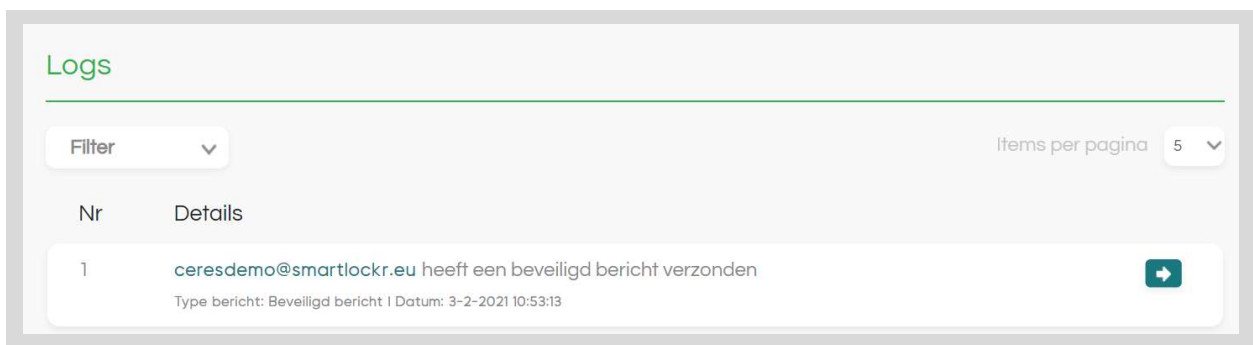 Logs
Filter
Items per pagina 5
Nr Details
1 ceresdemo@smartlockr.eu heeft een beveiligd bericht verzonden
Type bericht: Beveiligd bericht | Datum: 3-2-2021 10:53:13